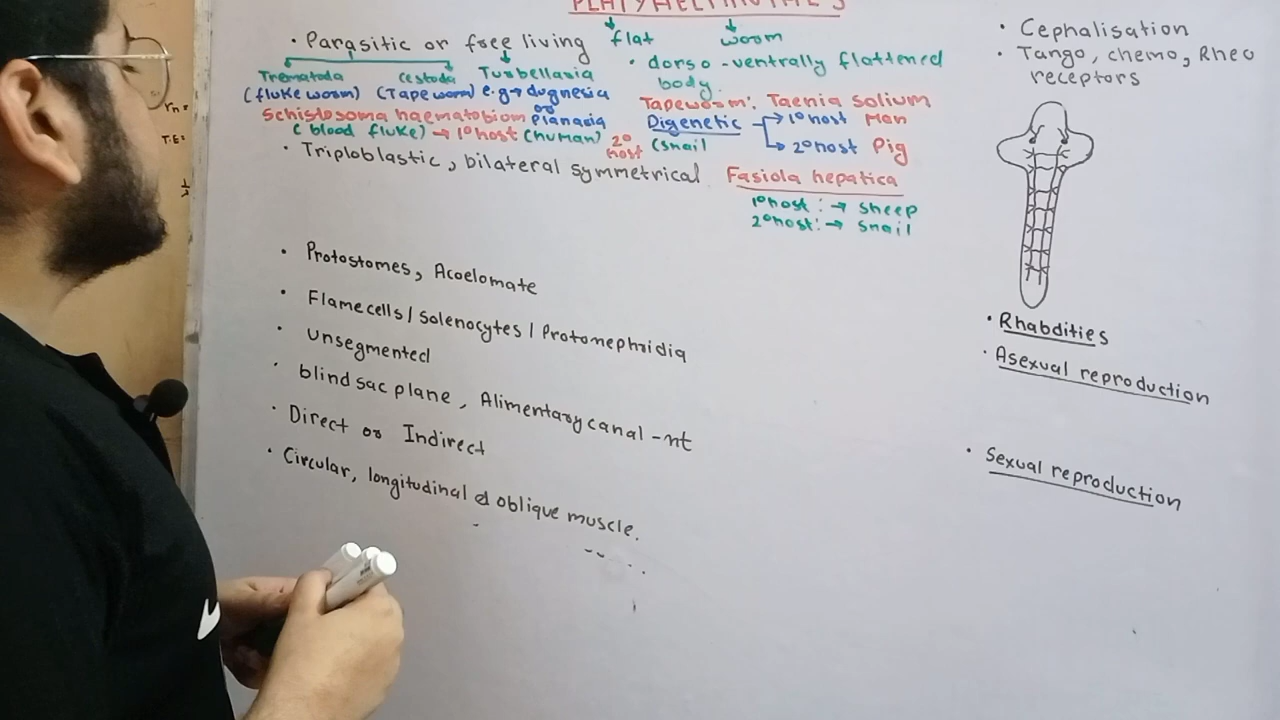 PLATYHELMINTHES
flat
worm
• Parasitic or free living
Trematoda
Cestoda
Turbellaria
(fluke worm) (Tape worm) e.g → dugnesia
or
Planaria
Schistosoma haematobiom
(blood fluke) → 1° host (human) 2° host (snail
• Triploblastic, bilateral symmetrical
• dorso-ventrally flattened
body.
Tapeworm: Taenia solium
Digenetic → 1° host Man
→ 2° host Pig
Fasiola hepatica
1° host : → sheep
2° host : → snail
• Protostomes, Acoelomate
• Flamecells / Solenocytes / Protonephridia
• Unsegmented
• blind sac plane, Alimentary canal -nt
• Direct or Indirect
• Circular, longitudinal & oblique muscle.
• Cephalisation
• Tango, chemo, Rheo
receptors
• Rhabdities
• Asexual reproduction
• Sexual reproduction
T.E=